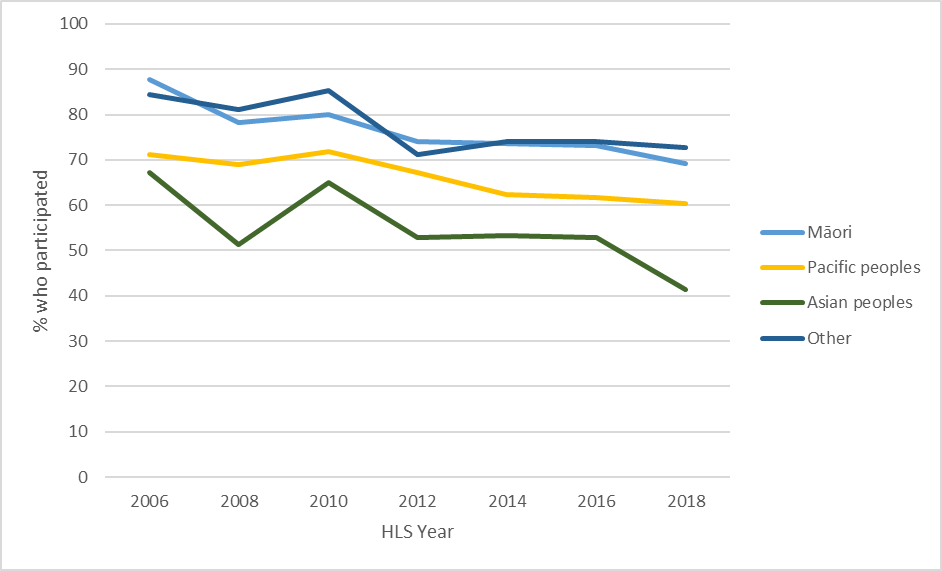 100
90
80
70
60
50
40
30
20
10
0
% who participated
2006 2008 2010 2012 2014 2016 2018
HLS Year
Māori
Pacific peoples
Asian peoples
Other